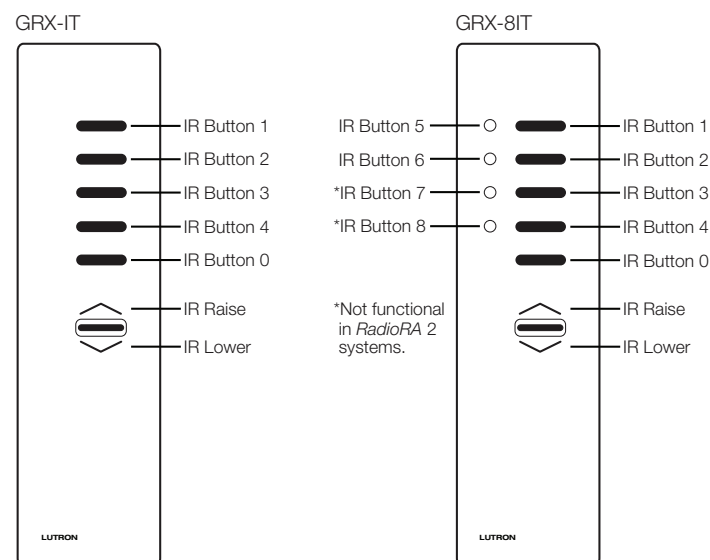 GRX-IT
IR Button 1
IR Button 2
IR Button 3
IR Button 4
IR Button 0
IR Raise
IR Lower
LUTRON
GRX-8IT
IR Button 5
IR Button 6
*IR Button 7
*IR Button 8
*Not functional
in RadioRA 2
systems.
IR Button 1
IR Button 2
IR Button 3
IR Button 4
IR Button 0
IR Raise
IR Lower
LUTRON